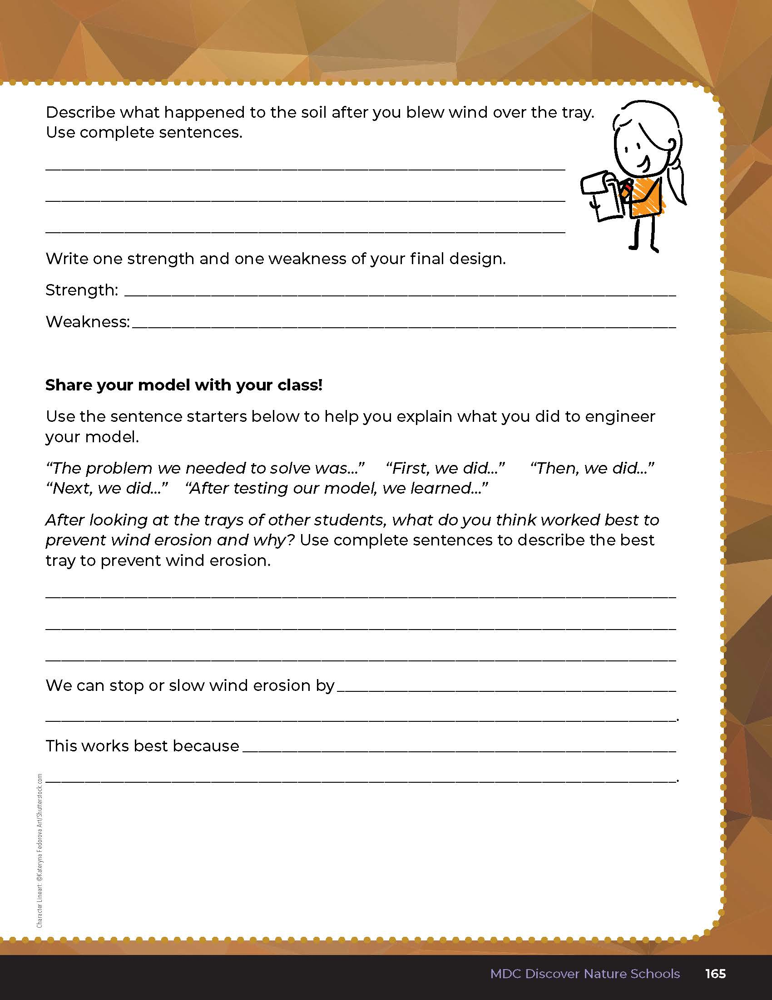 Describe what happened to the soil after you blew wind over the tray.
Use complete sentences.
Write one strength and one weakness of your final design.
Strength:
Weakness:
Share your model with your class!
Use the sentence starters below to help you explain what you did to engineer
your model.
“The problem we needed to solve was...” “First, we did...” “Then, we did...”
“Next, we did...” “After testing our model, we learned...”
After looking at the trays of other students, what do you think worked best to
prevent wind erosion and why? Use complete sentences to describe the best
tray to prevent wind erosion.
We can stop or slow wind erosion by
.
This works best because
.
Character Lineart: ©Kateryna Fedorova Art/Shutterstock.com
MDC Discover Nature Schools 165